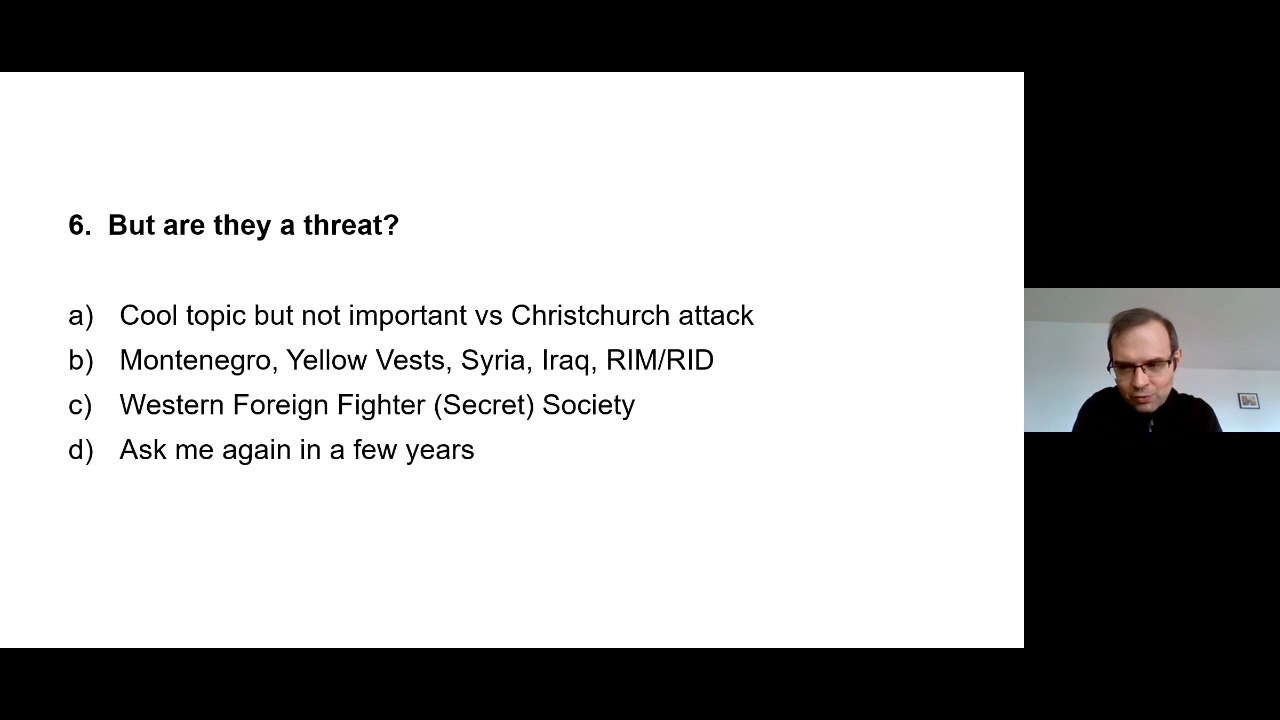 6. But are they a threat?
a) Cool topic but not important vs Christchurch attack
b) Montenegro, Yellow Vests, Syria, Iraq, RIM/RID
c) Western Foreign Fighter (Secret) Society
d) Ask me again in a few years